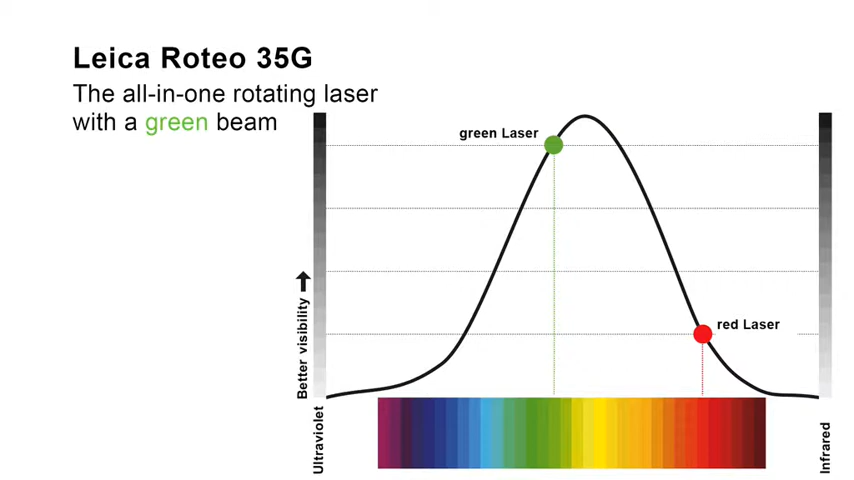 Leica Roteo 35G
The all-in-one rotating laser
with a green beam
green Laser
red Laser
Better visibility
Ultraviolet
Infrared